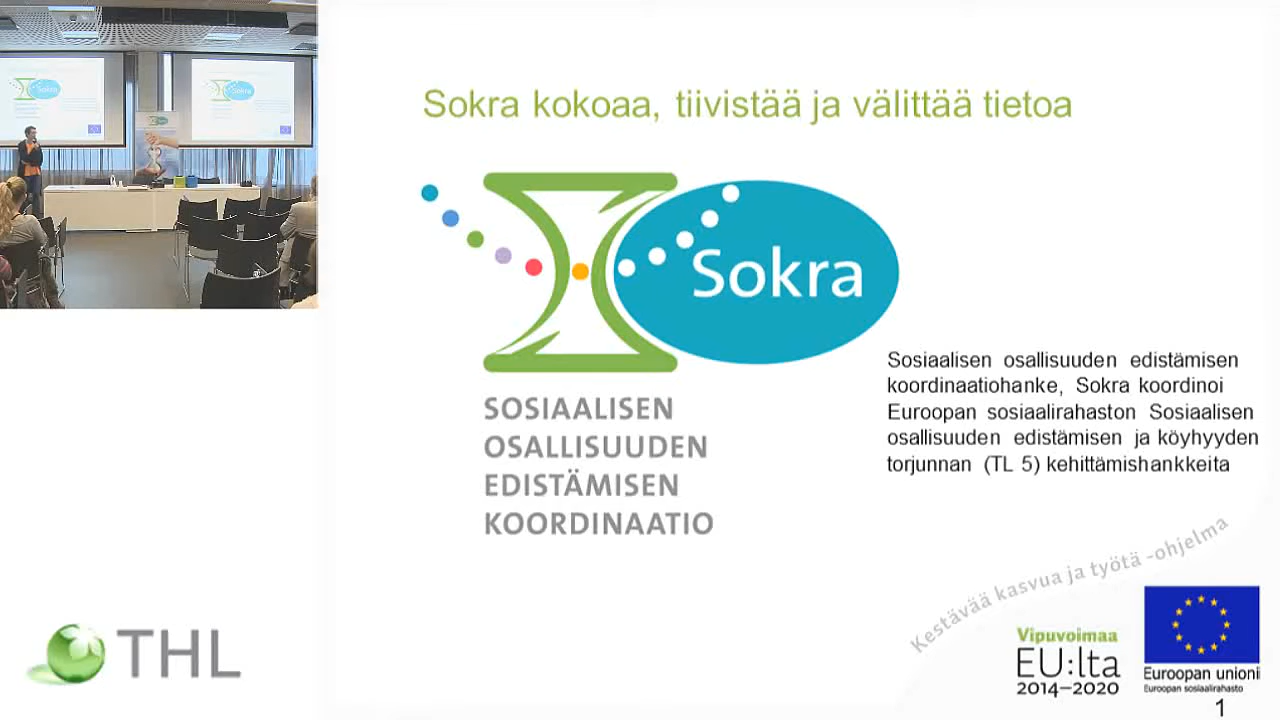 Sokra kokoaa, tiivistää ja välittää tietoa
Sokra
Sokra
Sokra
SOSIAALISEN
OSALLISUUDEN
EDISTÄMISEN
KOORDINAATIO
Sosiaalisen osallisuuden edistämisen
koordinaatiohanke, Sokra koordinoi
Euroopan sosiaalirahaston Sosiaalisen
osallisuuden edistämisen ja köyhyyden
torjunnan (TL 5) kehittämishankkeita
Kestävää kasvua ja työtä -ohjelma
THL
Vipuvoimaa
EU:lta
2014–2020
Euroopan unioni
Euroopan sosiaalirahasto
1